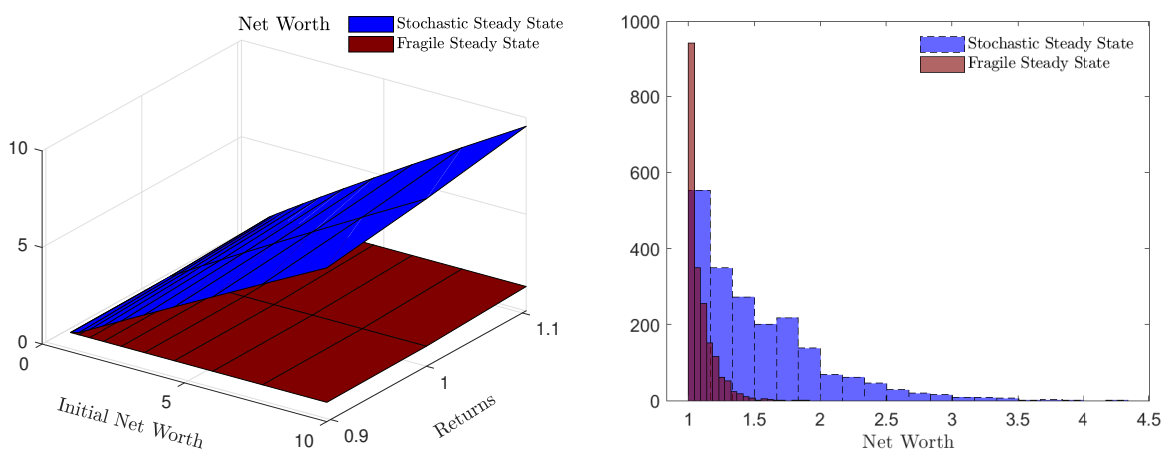 Net Worth
Stochastic Steady State
Fragile Steady State
10
5
0
0
5
10
Initial Net Worth
0.9
1
1.1
Returns
1000
800
600
400
200
0
Stochastic Steady State
Fragile Steady State
1
1.5
2
2.5
3
3.5
4
4.5
Net Worth